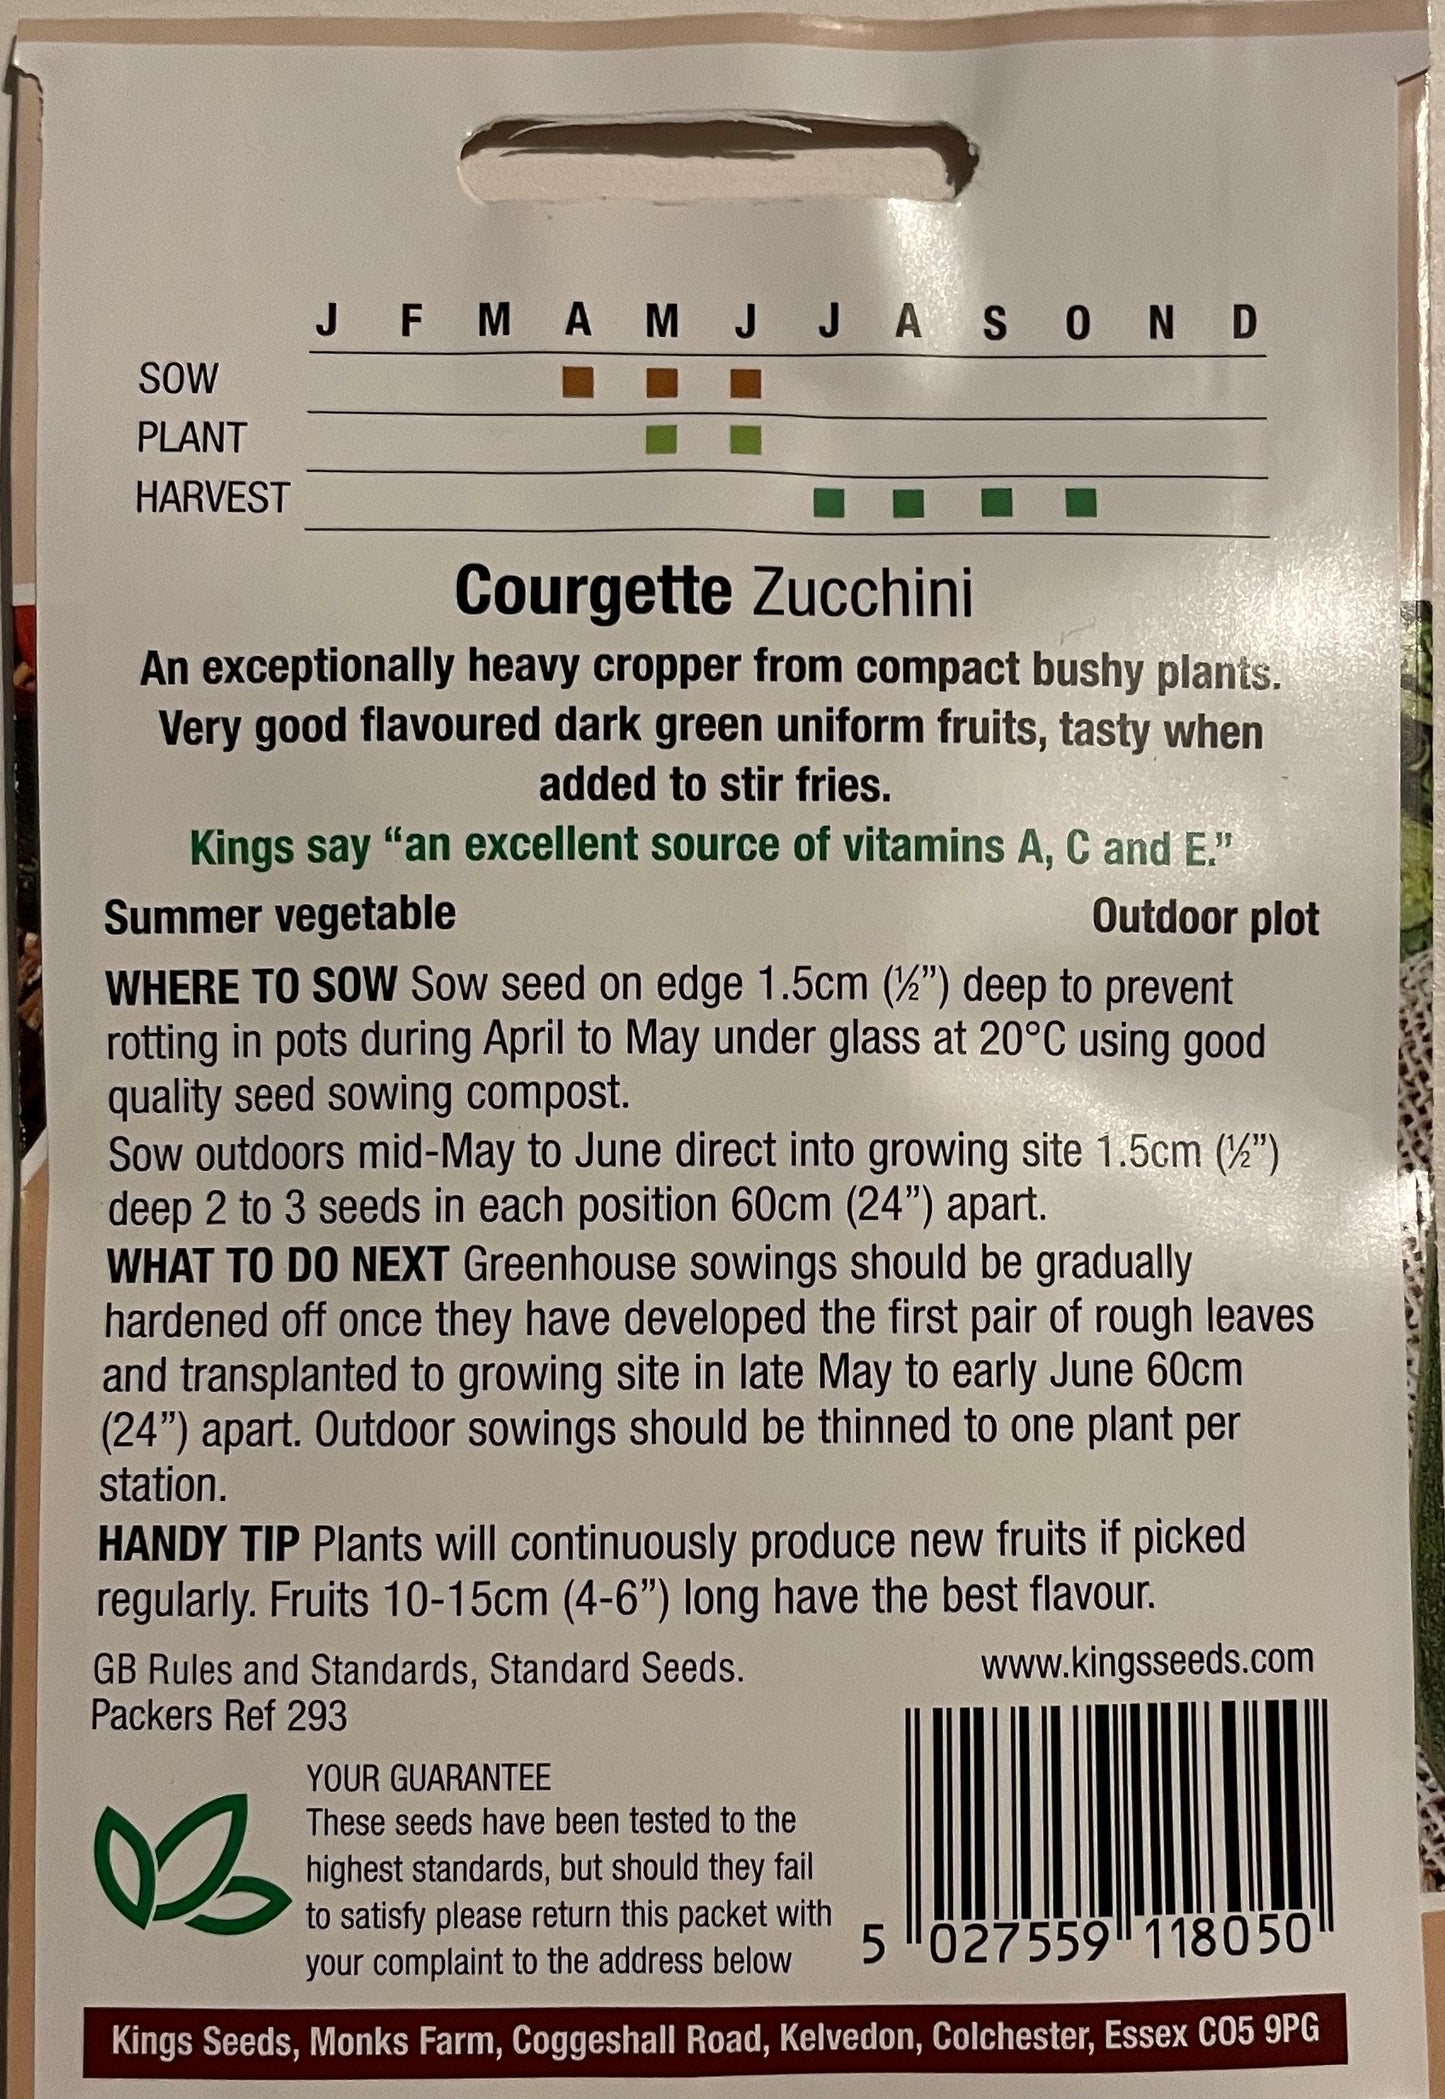 J F M A M J J A S O N D
SOW
PLANT
HARVEST
Courgette Zucchini
An exceptionally heavy cropper from compact bushy plants.
Very good flavoured dark green uniform fruits, tasty when
added to stir fries.
Kings say “an excellent source of vitamins A, C and E.”
Summer vegetable Outdoor plot
WHERE TO SOW Sow seed on edge 1.5cm (½”) deep to prevent
rotting in pots during April to May under glass at 20°C using good
quality seed sowing compost.
Sow outdoors mid-May to June direct into growing site 1.5cm (½”)
deep 2 to 3 seeds in each position 60cm (24”) apart.
WHAT TO DO NEXT Greenhouse sowings should be gradually
hardened off once they have developed the first pair of rough leaves
and transplanted to growing site in late May to early June 60cm
(24”) apart. Outdoor sowings should be thinned to one plant per
station.
HANDY TIP Plants will continuously produce new fruits if picked
regularly. Fruits 10-15cm (4-6”) long have the best flavour.
GB Rules and Standards, Standard Seeds. www.kingsseeds.com
Packers Ref 293
YOUR GUARANTEE
These seeds have been tested to the
highest standards, but should they fail
to satisfy please return this packet with
your complaint to the address below
5 027559 118050
Kings Seeds, Monks Farm, Coggeshall Road, Kelvedon, Colchester, Essex CO5 9PG